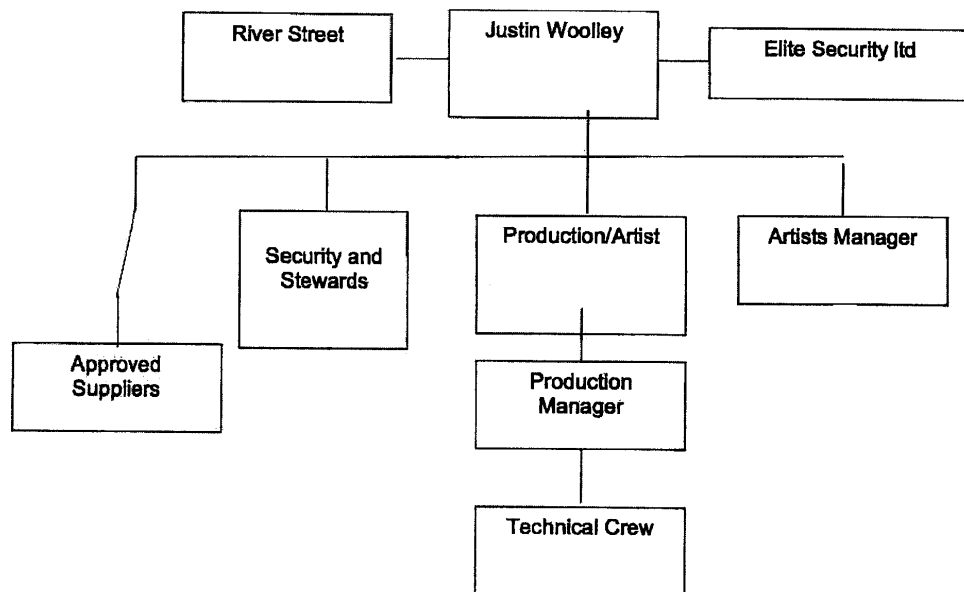 River Street
Justin Woolley
Elite Security ltd
Security and
Stewards
Production/Artist
Artists Manager
Approved
Suppliers
Production
Manager
Technical Crew